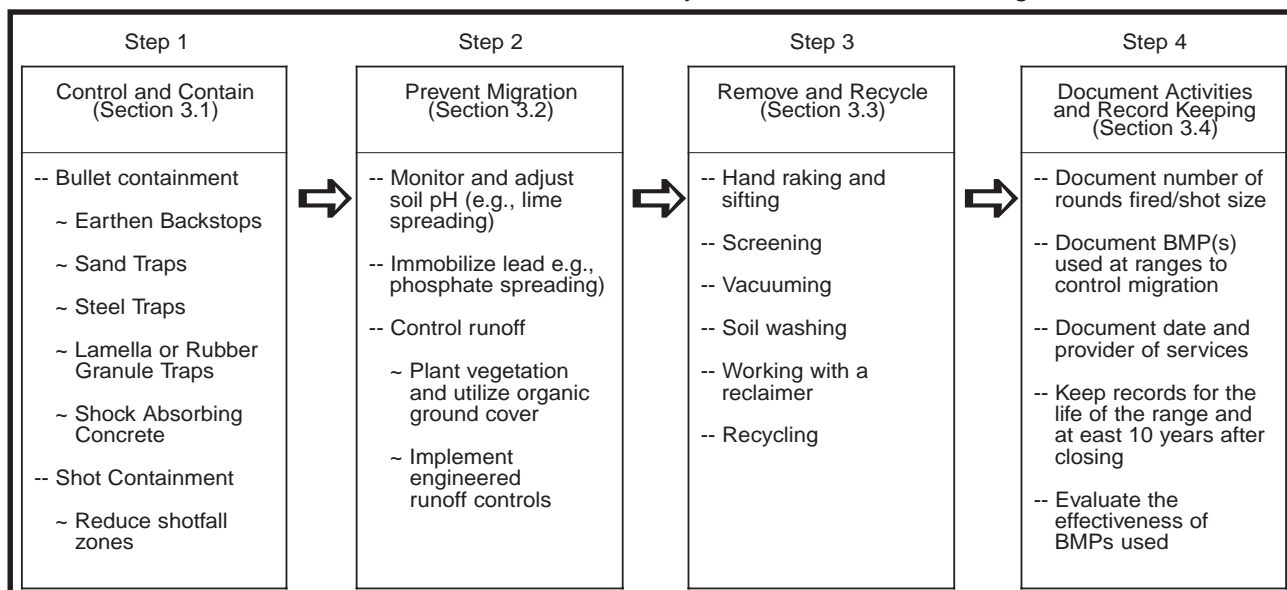 Step 1
Control and Contain
(Section 3.1)
-- Bullet containment
~ Earthen Backstops
~ Sand Traps
~ Steel Traps
~ Lamella or Rubber
Granule Traps
~ Shock Absorbing
Concrete
-- Shot Containment
~ Reduce shotfall
zones
Step 2
Prevent Migration
(Section 3.2)
-- Monitor and adjust
soil pH (e.g., lime
spreading)
-- Immobilize lead e.g.,
phosphate spreading)
-- Control runoff
~ Plant vegetation
and utilize organic
ground cover
~ Implement
engineered
runoff controls
Step 3
Remove and Recycle
(Section 3.3)
-- Hand raking and
sifting
-- Screening
-- Vacuuming
-- Soil washing
-- Working with a
reclaimer
-- Recycling
Step 4
Document Activities
and Record Keeping
(Section 3.4)
-- Document number of
rounds fired/shot size
-- Document BMP(s)
used at ranges to
control migration
-- Document date and
provider of services
-- Keep records for the
life of the range and
at east 10 years after
closing
-- Evaluate the
effectiveness of
BMPs used